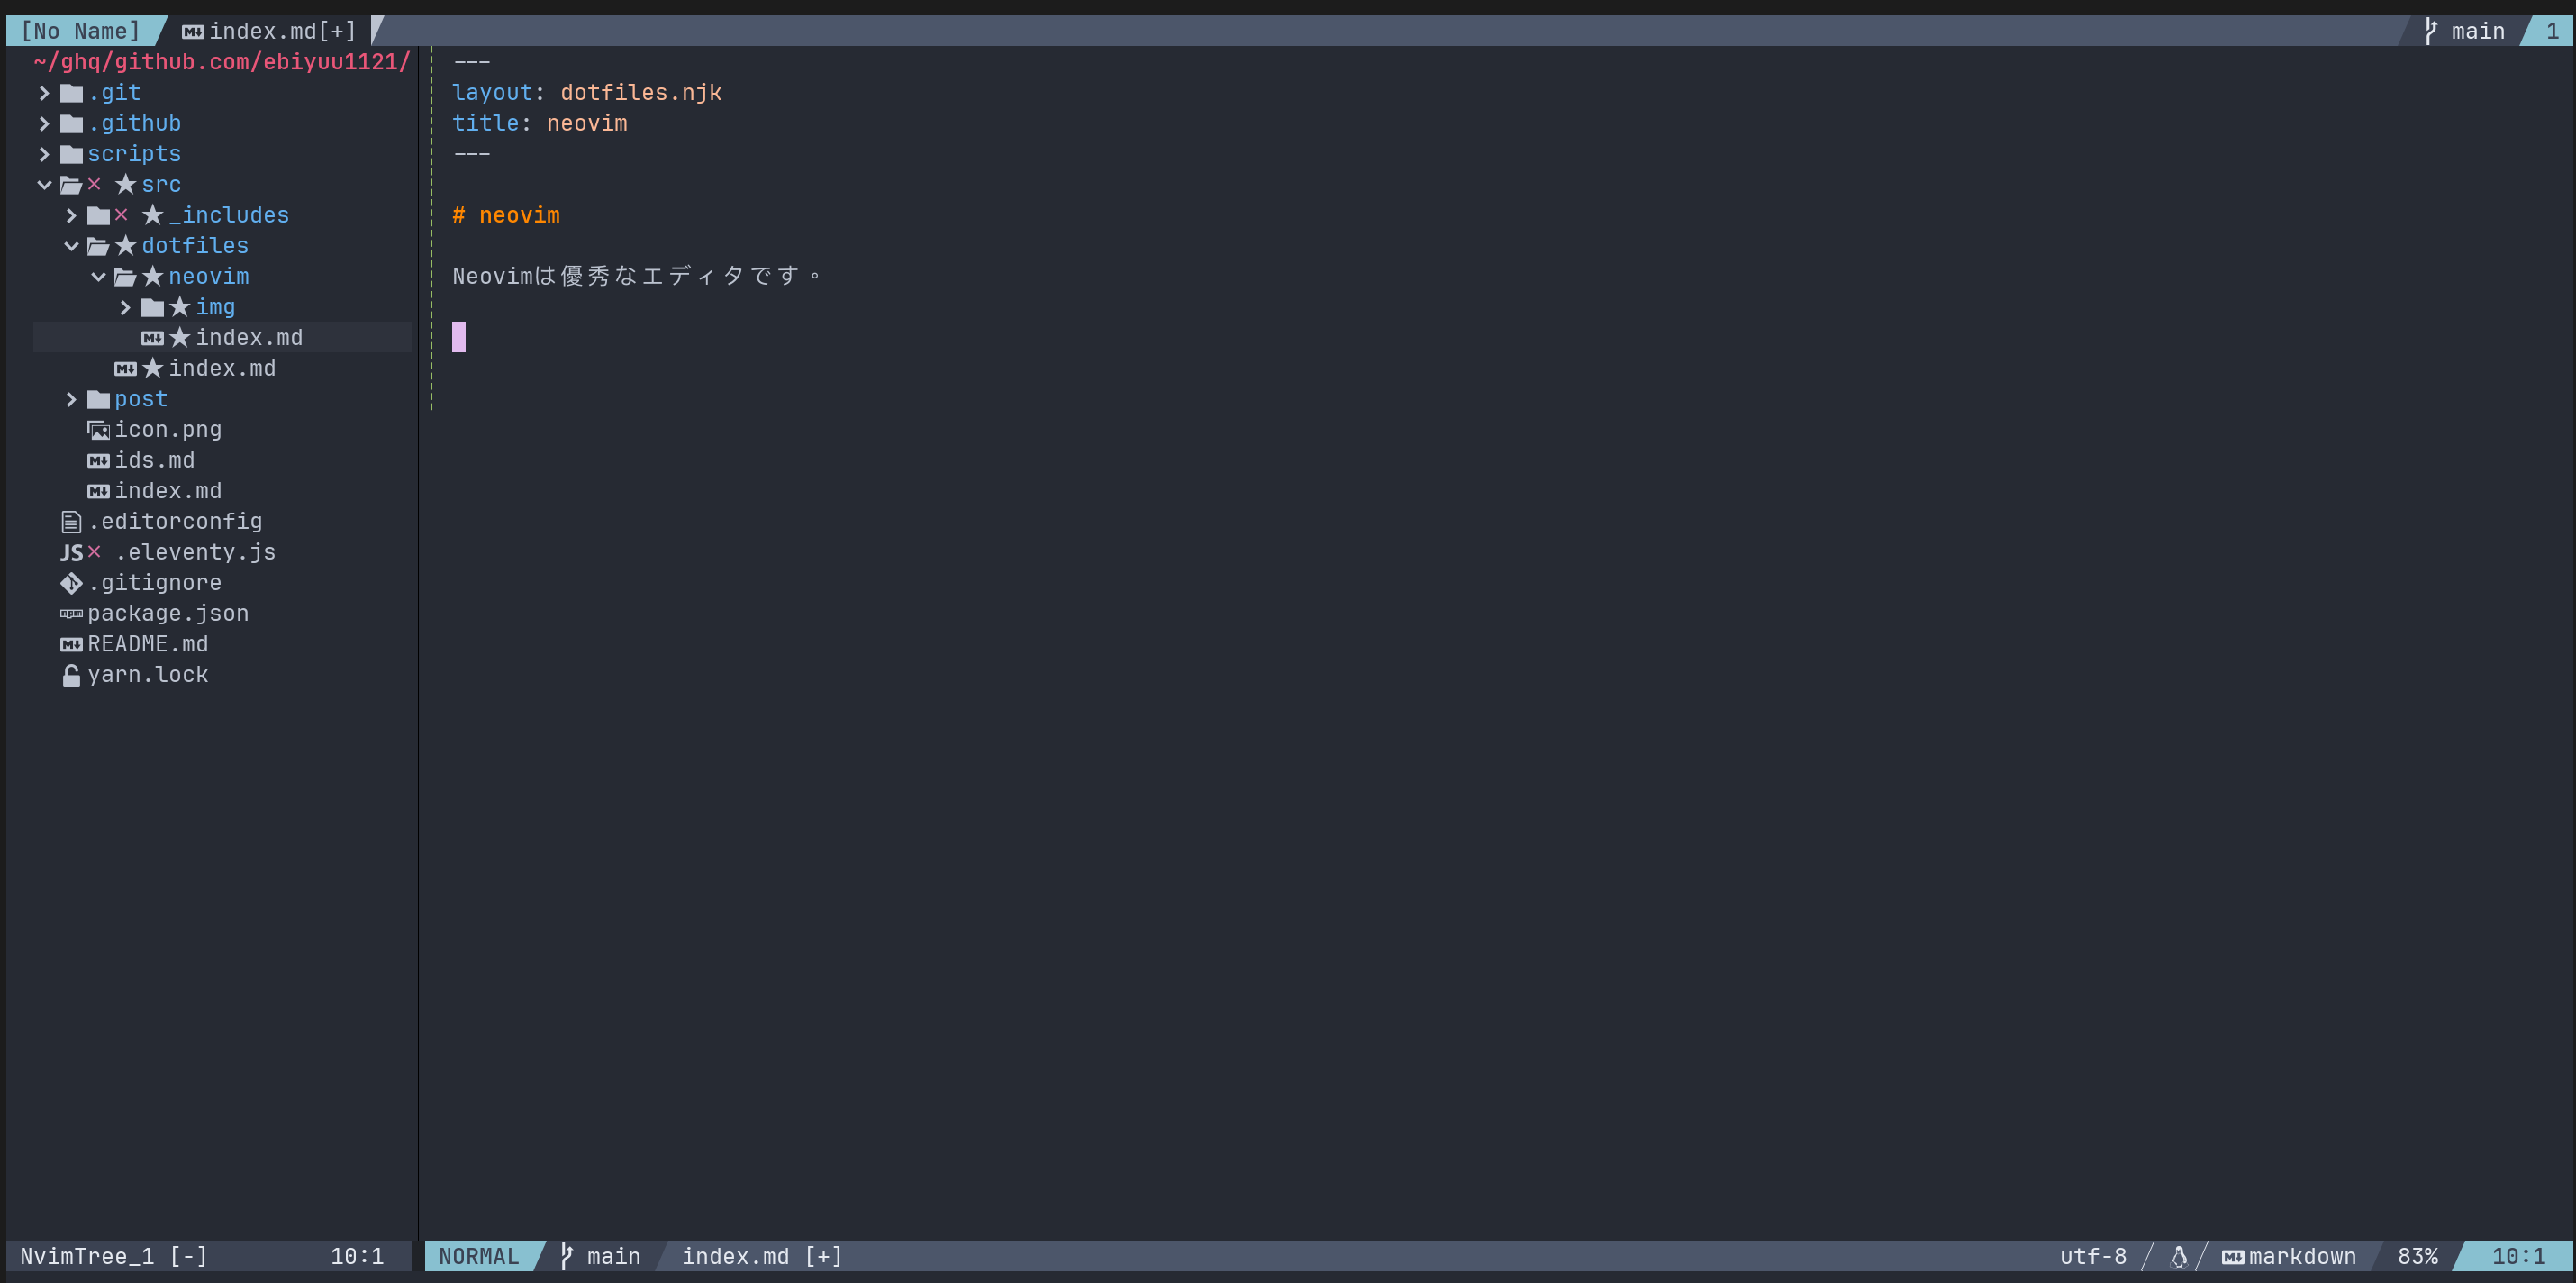 [No Name] index.md[+] main 1
~/ghq/github.com/ebiyuu1121/
.git
.github
scripts
src
_includes
dotfiles
neovim
img
index.md
index.md
post
icon.png
ids.md
index.md
.editorconfig
JS .eleventy.js
.gitignore
package.json
README.md
yarn.lock
---
layout: dotfiles.njk
title: neovim
---
# neovim
Neovimは優秀なエディタです。
NvimTree_1 [-] 10:1
NORMAL main index.md [+] utf-8 markdown 83% 10:1